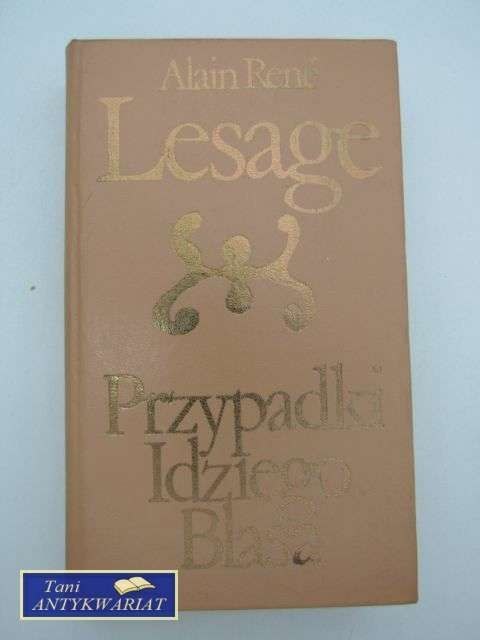 Alain René
Lesage
Przypadki
Idziego
Blasa
Tani
ANTYKWARIAT